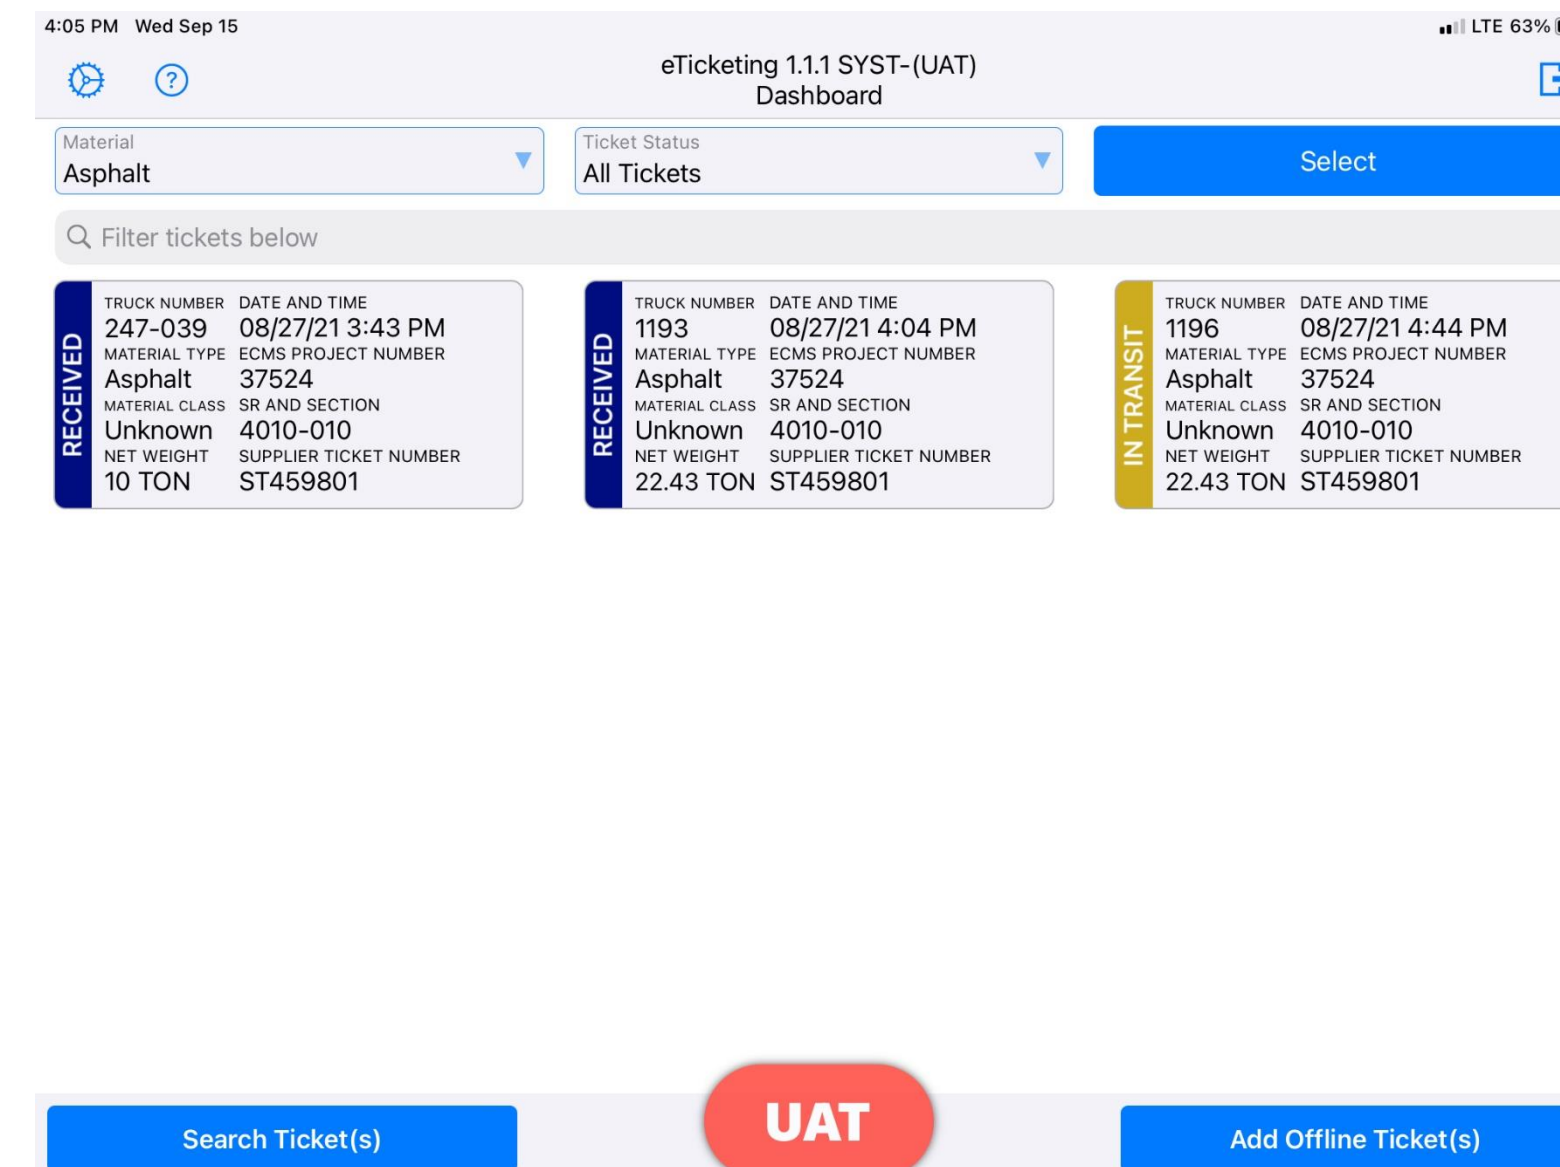 4:05 PM Wed Sep 15 LTE 63%
eTicketing 1.1.1 SYST-(UAT)
Dashboard
Material
Asphalt
Ticket Status
All Tickets
Select
Filter tickets below
RECEIVED
TRUCK NUMBER DATE AND TIME
247-039 08/27/21 3:43 PM
MATERIAL TYPE ECMS PROJECT NUMBER
Asphalt 37524
MATERIAL CLASS SR AND SECTION
Unknown 4010-010
NET WEIGHT SUPPLIER TICKET NUMBER
10 TON ST459801
RECEIVED
TRUCK NUMBER DATE AND TIME
1193 08/27/21 4:04 PM
MATERIAL TYPE ECMS PROJECT NUMBER
Asphalt 37524
MATERIAL CLASS SR AND SECTION
Unknown 4010-010
NET WEIGHT SUPPLIER TICKET NUMBER
22.43 TON ST459801
IN TRANSIT
TRUCK NUMBER DATE AND TIME
1196 08/27/21 4:44 PM
MATERIAL TYPE ECMS PROJECT NUMBER
Asphalt 37524
MATERIAL CLASS SR AND SECTION
Unknown 4010-010
NET WEIGHT SUPPLIER TICKET NUMBER
22.43 TON ST459801
Search Ticket(s)
UAT
Add Offline Ticket(s)